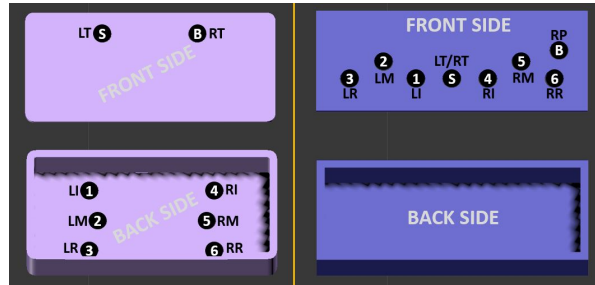 LT S B RT
FRONT SIDE
LI 1 4 RI
LM 2 5 RM
BACK SIDE
LR 3 6 RR
FRONT SIDE
RP
B
2 LT/RT 5
LM RM
3 1 S 4 6
LR LI RI RR
BACK SIDE